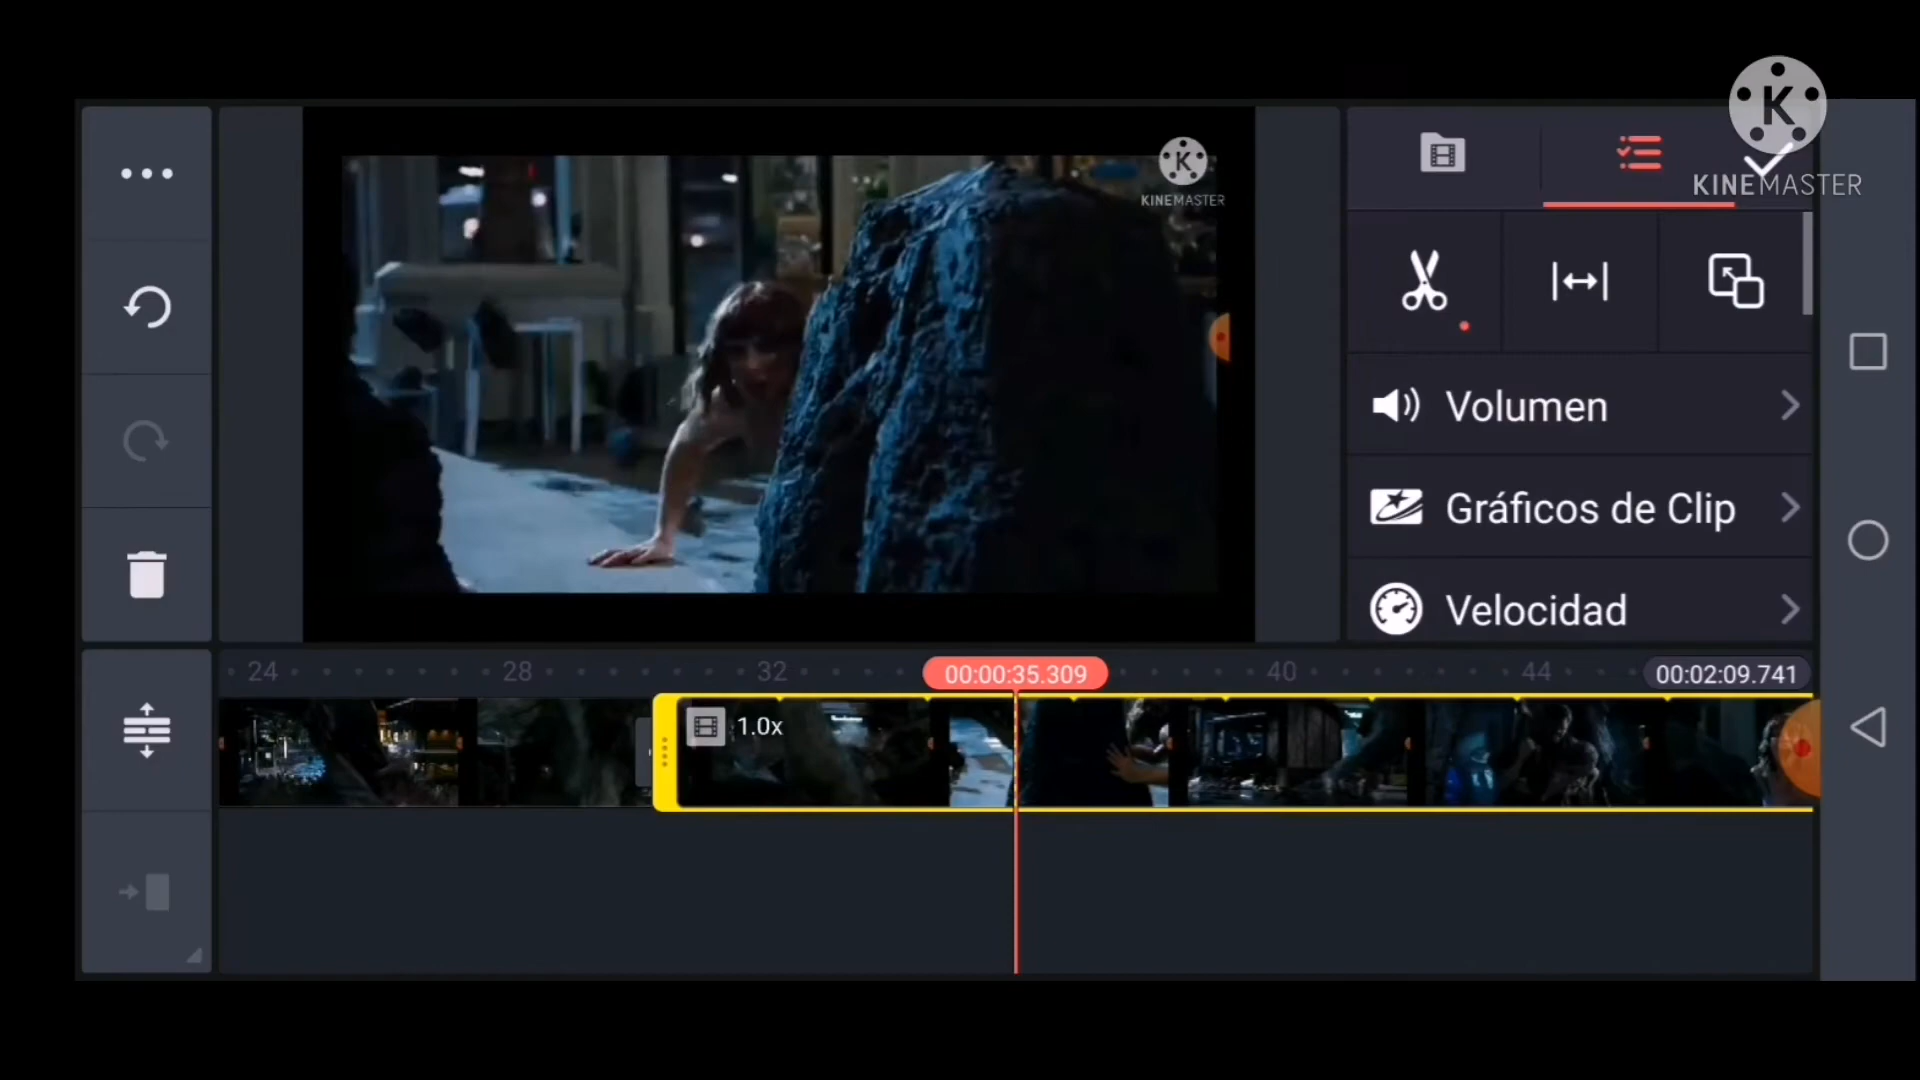 K
KINEMASTER
K
KINEMASTER
Volumen
Gráficos de Clip
Velocidad
24
28
32
00:00:35.309
40
44
00:02:09.741
1.0x